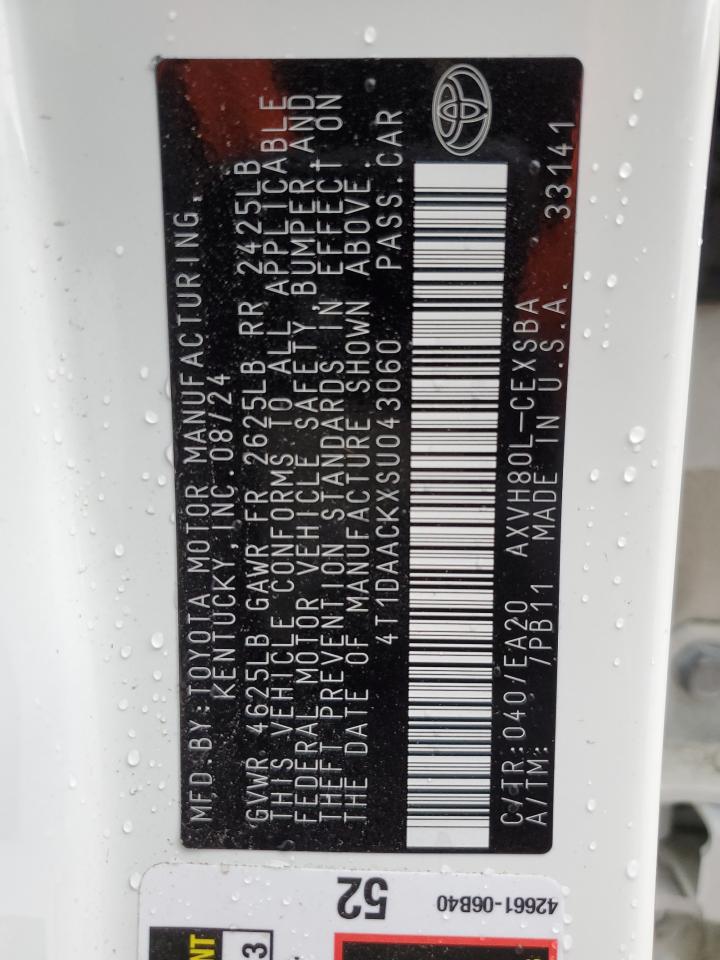 MFD.BY:TOYOTA MOTOR MANUFACTURING,
KENTUCKY, INC.08/24
GVWR 4625LB GAWR FR 2625LB RR 2425LB
THIS VEHICLE CONFORMS TO ALL APPLICABLE
FEDERAL MOTOR VEHICLE SAFETY,BUMPER,AND
THEFT PREVENTION STANDARDS IN EFFECT ON
THE DATE OF MANUFACTURE SHOWN ABOVE.
4T1DAACKXSU043060 PASS.CAR
C/TR:040/EA20 AXVH80L-CEXSBA
A/TM: /PB11 MADE IN U.S.A. 33141
52
42661-06B40
3